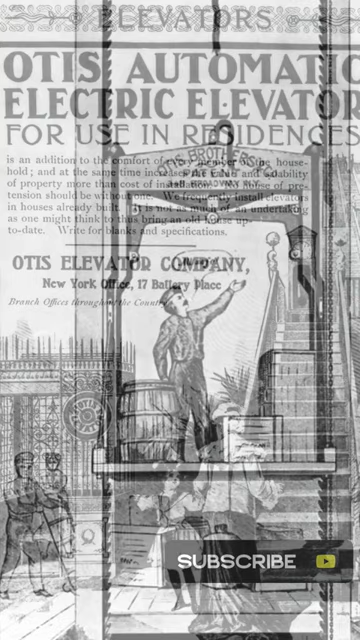 ELEVATORS
OTIS AUTOMATIC
ELECTRIC ELEVATOR
FOR USE IN RESIDENCES
is an addition to the comfort of every member of the house-
hold; and at the same time increases the value and salability
of property more than cost of installation. No house of pre-
tension should be without one. We frequently install elevators
in houses already built. It is not as much of an undertaking
as one might think to thus bring an old house up-
to-date. Write for blanks and specifications.
OTIS ELEVATOR COMPANY,
New York Office, 17 Battery Place
Branch Offices throughout the Country
SUBSCRIBE